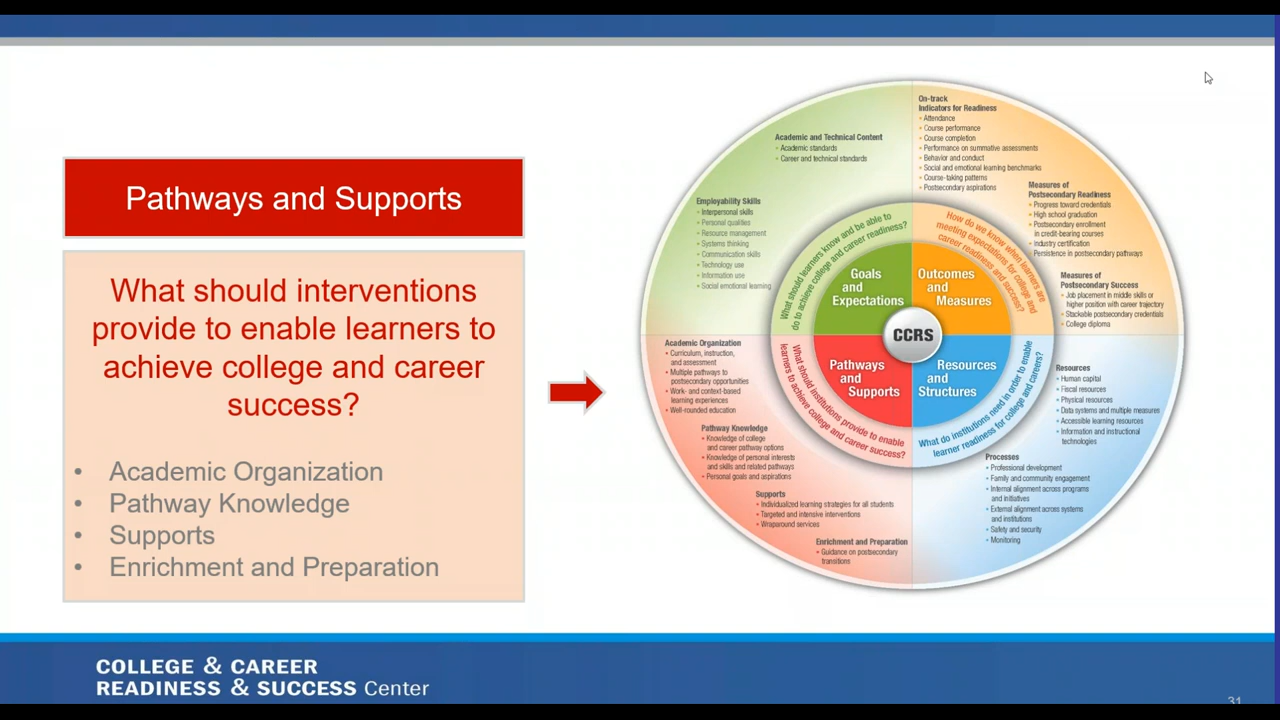 Pathways and Supports
What should interventions
provide to enable learners to
achieve college and career
success?
• Academic Organization
• Pathway Knowledge
• Supports
• Enrichment and Preparation
Academic and Technical Content
• Academic standards
• Career and technical standards
Employability Skills
• Interpersonal skills
• Personal qualities
• Resource management
• Systems thinking
• Communication skills
• Technology use
• Information use
• Social emotional learning
What should learners know and be able to
do to achieve college and career readiness?
Goals
and
Expectations
On-track
Indicators for Readiness
• Attendance
• Course performance
• Course completion
• Performance on summative assessments
• Behavior and conduct
• Social and emotional learning benchmarks
• Course-taking patterns
• Postsecondary aspirations
Measures of
Postsecondary Readiness
• Progress toward credentials
• High school graduation
• Postsecondary enrollment
in credit-bearing courses
• Industry certification
• Persistence in postsecondary pathways
Measures of
Postsecondary Success
• Job placement in middle skills or
higher position with career trajectory
• Stackable postsecondary credentials
• College diploma
How do we know when learners are
meeting expectations for college and
career readiness and success?
Outcomes
and
Measures
CCRS
Academic Organization
• Curriculum, instruction,
and assessment
• Multiple pathways to
postsecondary opportunities
• Work- and context-based
learning experiences
• Well-rounded education
Pathway Knowledge
• Knowledge of college
and career pathway options
• Knowledge of personal interests
and skills and related pathways
• Personal goals and aspirations
Supports
• Individualized learning strategies for all students
• Targeted and intensive interventions
• Wraparound services
Enrichment and Preparation
• Guidance on postsecondary
transitions
What should institutions provide to enable
learners to achieve college and career success?
Pathways
and
Supports
Resources
and
Structures
What do institutions need in order to enable
learner readiness for college and careers?
Resources
• Human capital
• Fiscal resources
• Physical resources
• Data systems and multiple measures
• Accessible learning resources
• Information and instructional
technologies
Processes
• Professional development
• Family and community engagement
• Internal alignment across programs
and initiatives
• External alignment across systems
and institutions
• Safety and security
• Monitoring
COLLEGE & CAREER
READINESS & SUCCESS Center
31